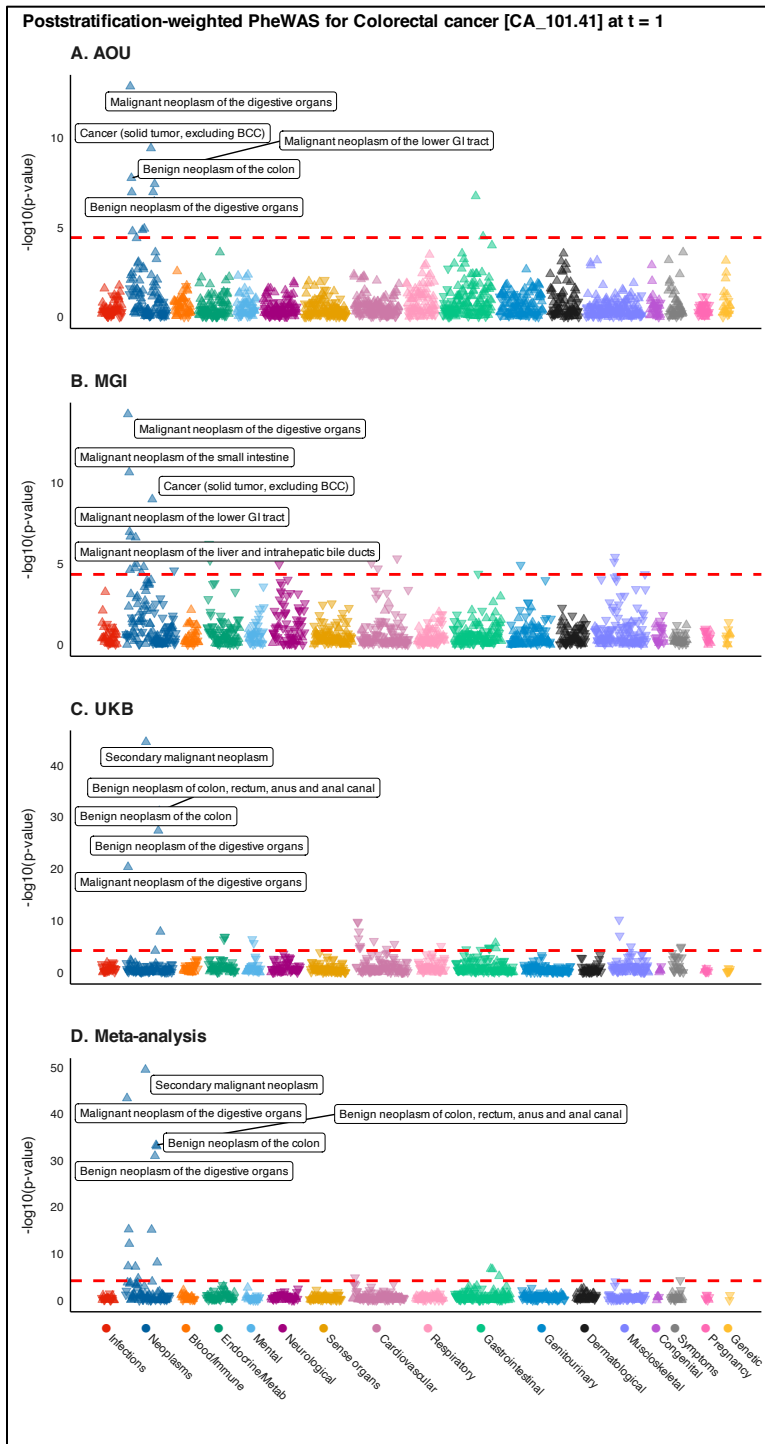 Poststratification-weighted PheWAS for Colorectal cancer [CA_101.41] at t = 1
A. AOU
-log10(p-value)
10
5
0
Malignant neoplasm of the digestive organs
Cancer (solid tumor, excluding BCC)
Malignant neoplasm of the lower GI tract
Benign neoplasm of the colon
Benign neoplasm of the digestive organs
B. MGI
-log10(p-value)
10
5
0
Malignant neoplasm of the digestive organs
Malignant neoplasm of the small intestine
Cancer (solid tumor, excluding BCC)
Malignant neoplasm of the lower GI tract
Malignant neoplasm of the liver and intrahepatic bile ducts
C. UKB
-log10(p-value)
40
30
20
10
0
Secondary malignant neoplasm
Benign neoplasm of colon, rectum, anus and anal canal
Benign neoplasm of the colon
Benign neoplasm of the digestive organs
Malignant neoplasm of the digestive organs
D. Meta-analysis
-log10(p-value)
50
40
30
20
10
0
Secondary malignant neoplasm
Malignant neoplasm of the digestive organs
Benign neoplasm of colon, rectum, anus and anal canal
Benign neoplasm of the colon
Benign neoplasm of the digestive organs
Infections
Neoplasms
Blood/Immune
Endocrine/Metab
Mental
Neurological
Sense organs
Cardiovascular
Respiratory
Gastrointestinal
Genitourinary
Dermatological
Muscloskeletal
Congenital
Symptoms
Pregnancy
Genetic